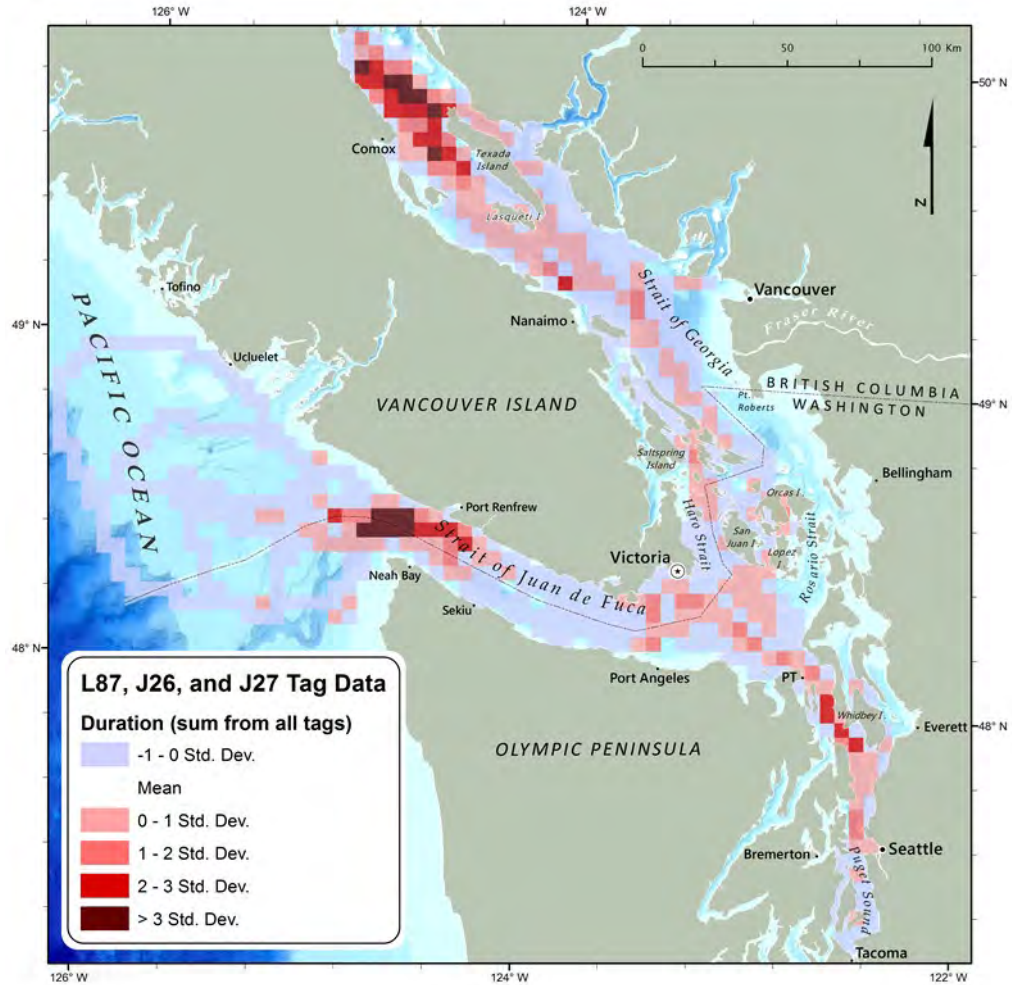 126° W
124° W
0
50
100 Km
50° N
N
Comox
Texada
Island
Lasqueti I.
Tofino
Strait of Georgia
Vancouver
Fraser River
49° N
Nanaimo
Ucluelet
PACIFIC OCEAN
VANCOUVER ISLAND
BRITISH COLUMBIA
WASHINGTON
49° N
Pt.
Roberts
Saltspring
Island
Bellingham
Orcas I.
Port Renfrew
Haro Strait
San
Juan I.
Lopez
I.
Rosario Strait
Strait of Juan de Fuca
Victoria
Neah Bay
Sekiu
48° N
Port Angeles
PT
Whidbey I.
Everett
48° N
OLYMPIC PENINSULA
L87, J26, and J27 Tag Data
Duration (sum from all tags)
-1 - 0 Std. Dev.
Mean
0 - 1 Std. Dev.
1 - 2 Std. Dev.
2 - 3 Std. Dev.
> 3 Std. Dev.
Bremerton
Seattle
Puget Sound
Tacoma
126° W
124° W
122° W